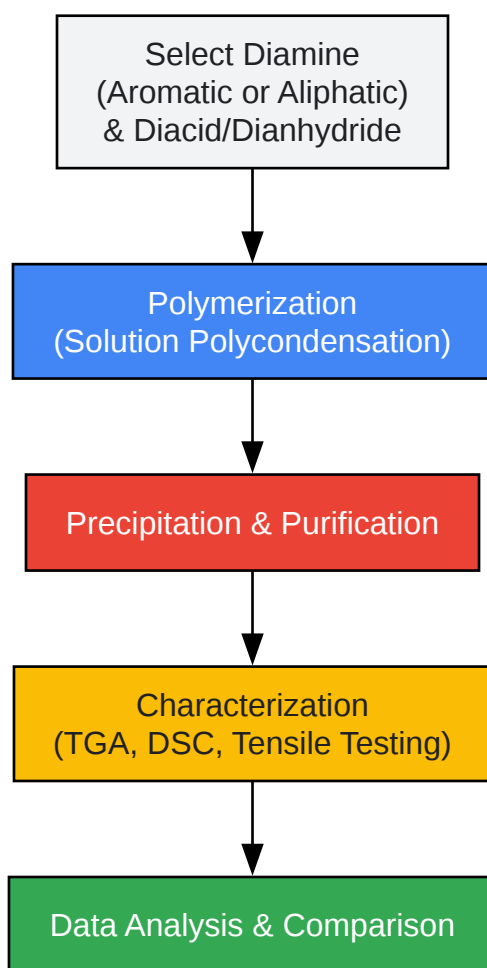 Select Diamine
(Aromatic or Aliphatic)
& Diacid/Dianhydride
Polymerization
(Solution Polycondensation)
Precipitation & Purification
Characterization
(TGA, DSC, Tensile Testing)
Data Analysis & Comparison